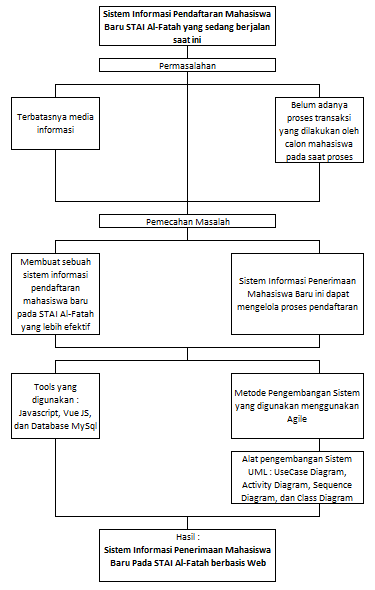 Sistem Informasi Pendaftaran Mahasiswa
Baru STAI Al-Fatah yang sedang berjalan
saat ini
Permasalahan
Terbatasnya media
informasi
Belum adanya
proses transaksi
yang dilakukan oleh
calon mahasiswa
pada saat proses
Pemecahan Masalah
Membuat sebuah
sistem informasi
pendaftaran
mahasiswa baru
pada STAI Al-Fatah
yang lebih efektif
Sistem Informasi Penerimaan
Mahasiswa Baru ini dapat
mengelola proses pendaftaran
Tools yang
digunakan :
Javascript, Vue JS,
dan Database MySql
Metode Pengembangan Sistem
yang digunakan menggunakan
Agile
Alat pengembangan Sistem
UML : UseCase Diagram,
Activity Diagram, Sequence
Diagram, dan Class Diagram
Hasil :
Sistem Informasi Penerimaan Mahasiswa
Baru Pada STAI Al-Fatah berbasis Web